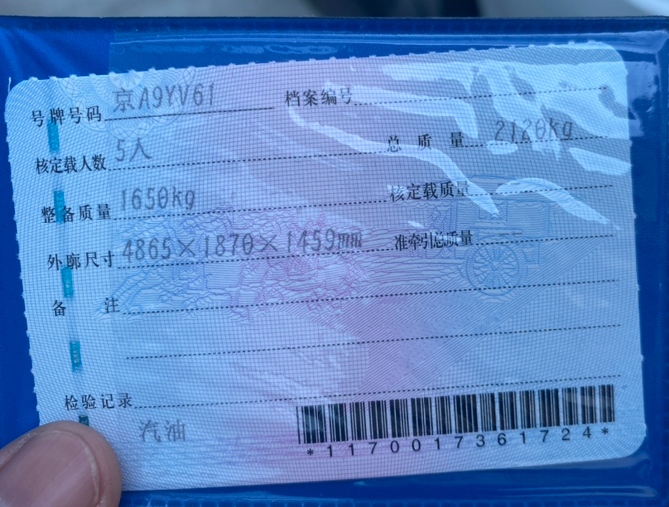 号牌号码 京A9YV61 档案编号
核定载人数 5人 总质量 2120kg
整备质量 1650kg 核定载质量
外廓尺寸 4865×1870×1459mm 准牵引总质量
备注
检验记录
汽油
*1170017361724*